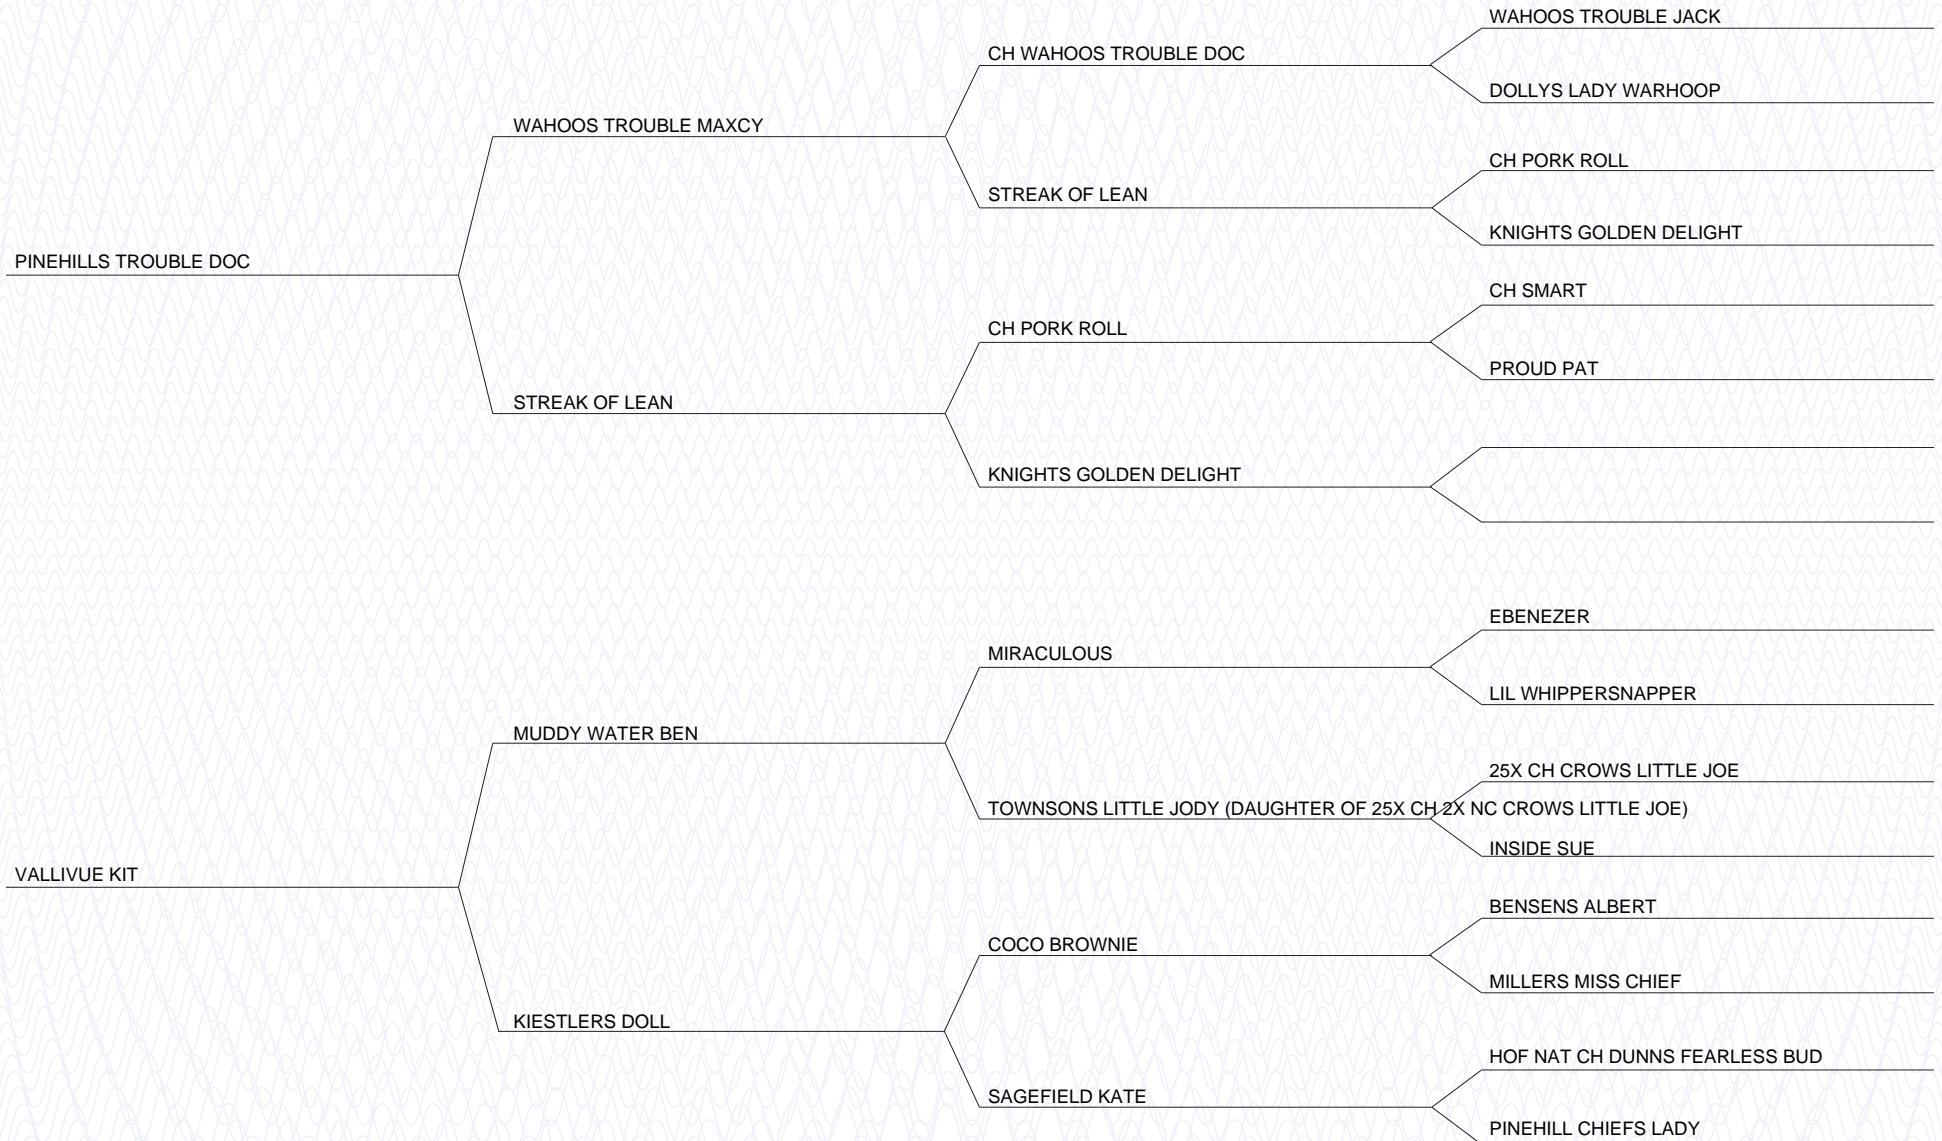 WAHOOS TROUBLE JACK
CH WAHOOS TROUBLE DOC
DOLLYS LADY WARHOOP
WAHOOS TROUBLE MAXCY
CH PORK ROLL
STREAK OF LEAN
KNIGHTS GOLDEN DELIGHT
PINEHILLS TROUBLE DOC
CH SMART
CH PORK ROLL
PROUD PAT
STREAK OF LEAN
KNIGHTS GOLDEN DELIGHT
EBENEZER
MIRACULOUS
LIL WHIPPERSNAPPER
MUDDY WATER BEN
25X CH CROWS LITTLE JOE
TOWNSONS LITTLE JODY (DAUGHTER OF 25X CH 2X NC CROWS LITTLE JOE)
INSIDE SUE
VALLIVUE KIT
BENSENS ALBERT
COCO BROWNIE
MILLERS MISS CHIEF
KIESTLERS DOLL
HOF NAT CH DUNNS FEARLESS BUD
SAGEFIELD KATE
PINEHILL CHIEFS LADY